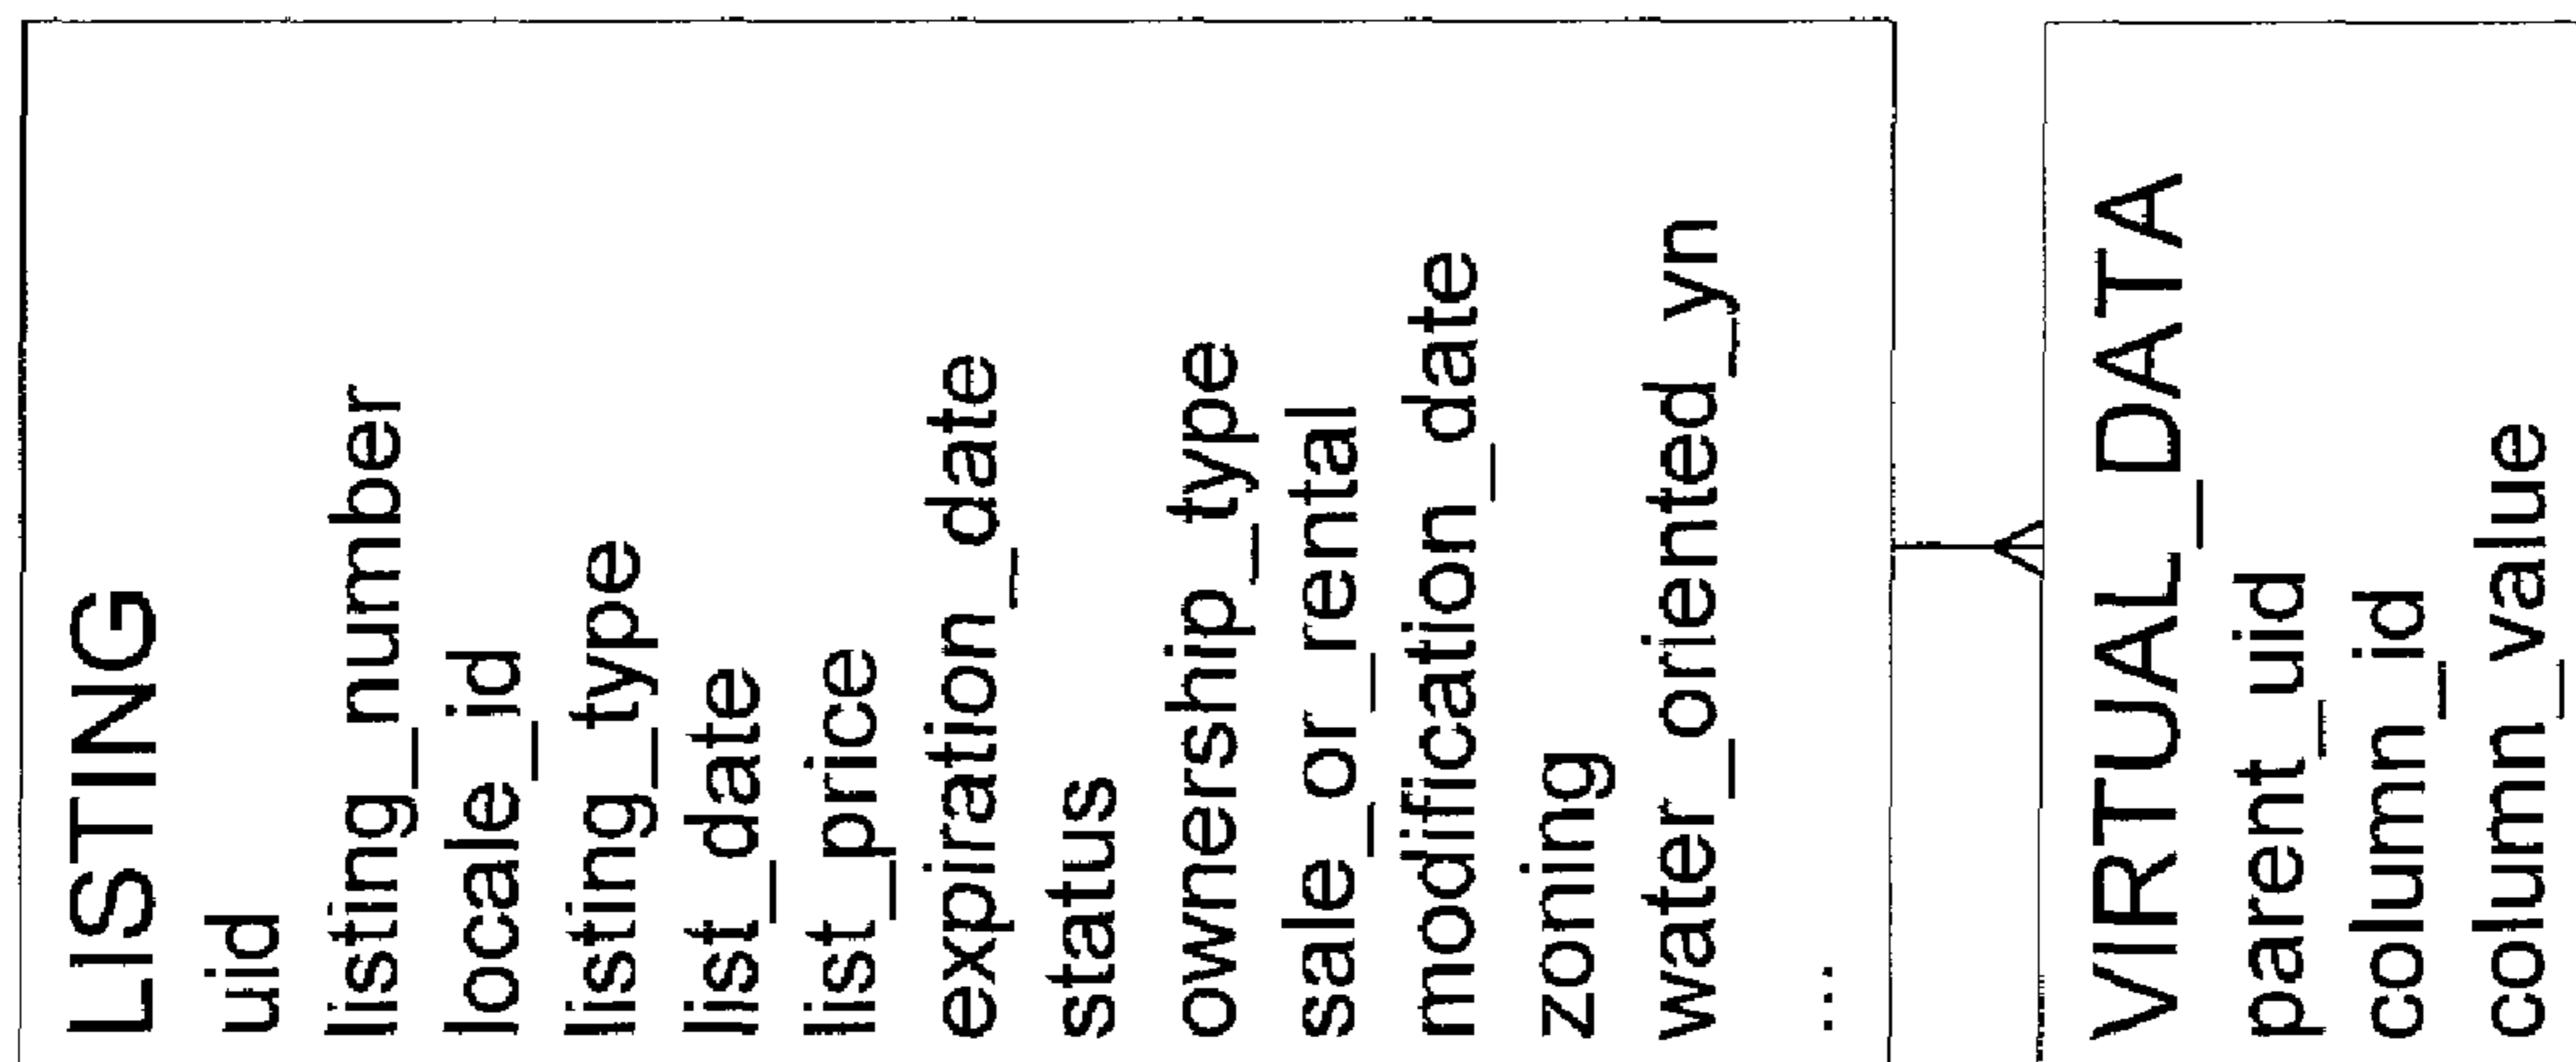 LISTING
uid
listing_number
locale_id
listing_type
list_date
list_price
expiration_date
status
ownership_type
sale_or_rental
modification_date
zoning
water_oriented_yn
...
VIRTUAL_DATA
parent_uid
column_id
column_value